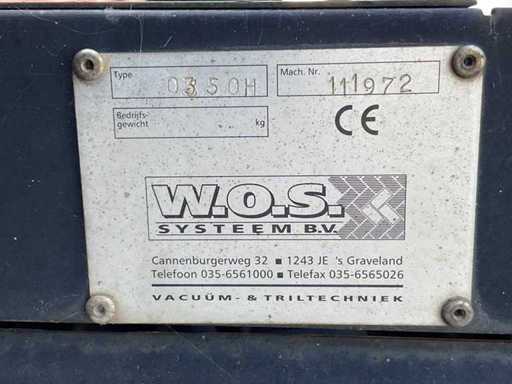 Type 0350H Mach. Nr. 111972
Bedrijfs-
gewicht kg CE
W.O.S.
SYSTEEM B.V.
Cannenburgerweg 32 ■ 1243 JE 's Graveland
Telefoon 035-6561000 ■ Telefax 035-6565026
VACUÜM- & TRILTECHNIEK